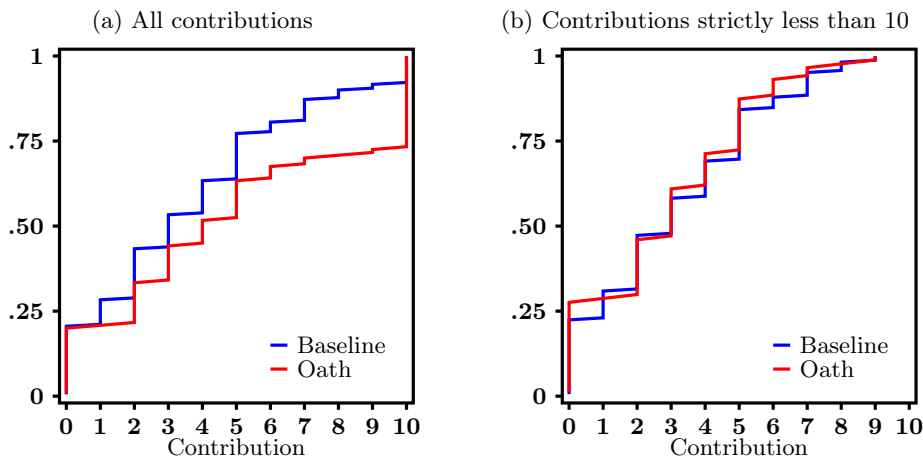 (a) All contributions
1
.75
.50
.25
0
Baseline
Oath
0 1 2 3 4 5 6 7 8 9 10
Contribution
(b) Contributions strictly less than 10
1
.75
.50
.25
0
Baseline
Oath
0 1 2 3 4 5 6 7 8 9 10
Contribution